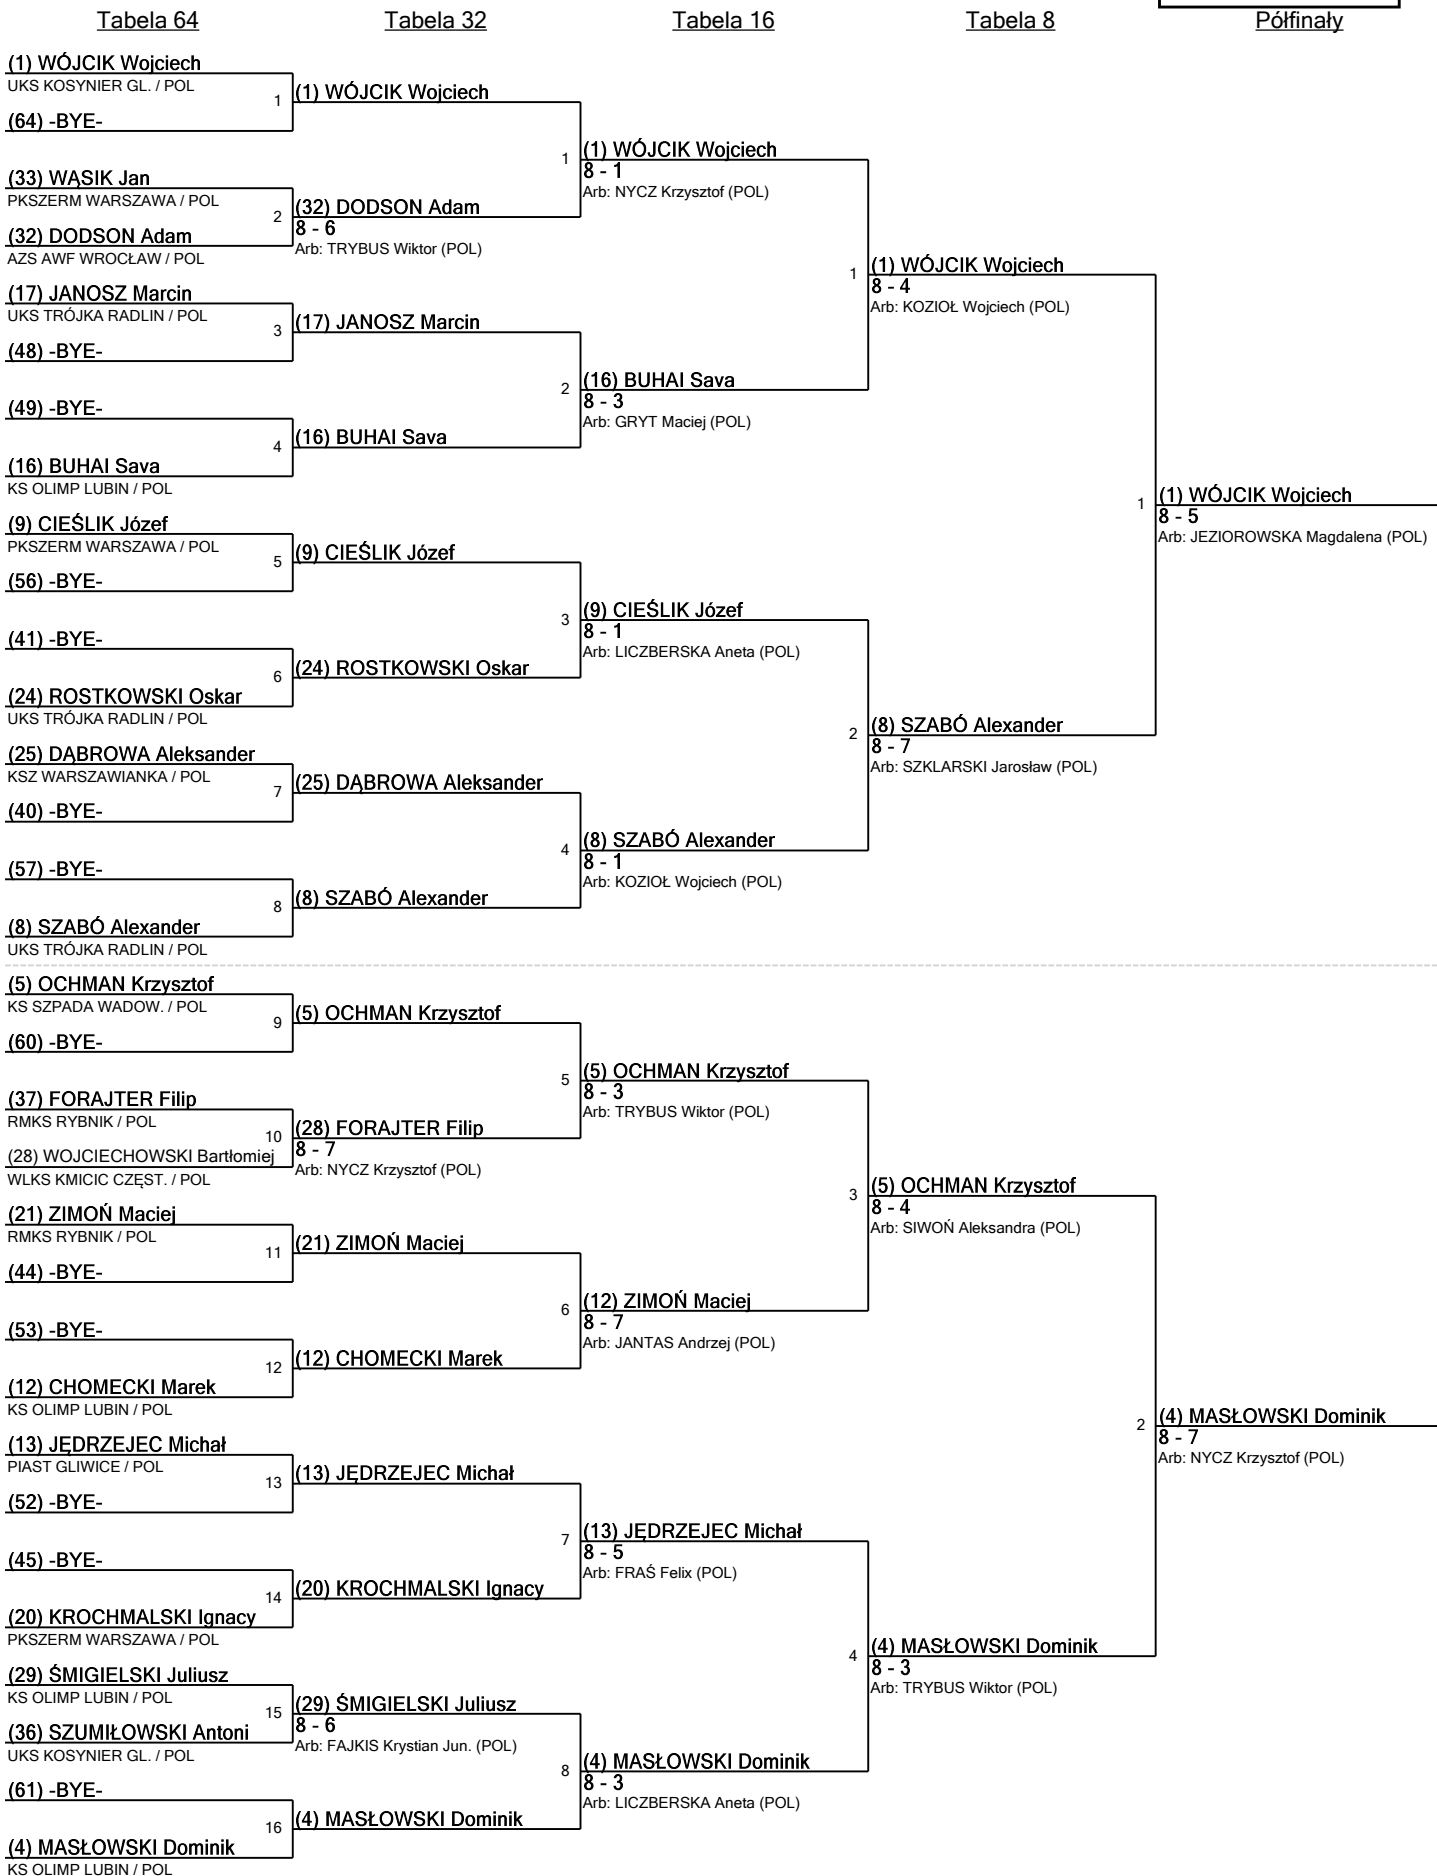 Tabela 64
Tabela 32
Tabela 16
Tabela 8
Półfinały
(1) WÓJCIK Wojciech
UKS KOSYNIER GL. / POL
1
(64) -BYE-
(1) WÓJCIK Wojciech
(33) WĄSIK Jan
PKSZERM WARSZAWA / POL
2
(32) DODSON Adam
AZS AWF WROCŁAW / POL
(32) DODSON Adam
8 - 6
Arb: TRYBUS Wiktor (POL)
1
(1) WÓJCIK Wojciech
8 - 1
Arb: NYCZ Krzysztof (POL)
(17) JANOSZ Marcin
UKS TRÓJKA RADLIN / POL
3
(48) -BYE-
(17) JANOSZ Marcin
(49) -BYE-
4
(16) BUHAI Sava
KS OLIMP LUBIN / POL
(16) BUHAI Sava
2
(16) BUHAI Sava
8 - 3
Arb: GRYT Maciej (POL)
1
(1) WÓJCIK Wojciech
8 - 4
Arb: KOZIOŁ Wojciech (POL)
(9) CIEŚLIK Józef
PKSZERM WARSZAWA / POL
5
(56) -BYE-
(9) CIEŚLIK Józef
(41) -BYE-
6
(24) ROSTKOWSKI Oskar
UKS TRÓJKA RADLIN / POL
(24) ROSTKOWSKI Oskar
3
(9) CIEŚLIK Józef
8 - 1
Arb: LICZBERSKA Aneta (POL)
(25) DĄBROWA Aleksander
KSZ WARSZAWIANKA / POL
7
(40) -BYE-
(25) DĄBROWA Aleksander
(57) -BYE-
8
(8) SZABÓ Alexander
UKS TRÓJKA RADLIN / POL
(8) SZABÓ Alexander
4
(8) SZABÓ Alexander
8 - 1
Arb: KOZIOŁ Wojciech (POL)
2
(8) SZABÓ Alexander
8 - 7
Arb: SZKLARSKI Jarosław (POL)
1
(1) WÓJCIK Wojciech
8 - 5
Arb: JEZIOROWSKA Magdalena (POL)
(5) OCHMAN Krzysztof
KS SZPADA WADOW. / POL
9
(60) -BYE-
(5) OCHMAN Krzysztof
(37) FORAJTER Filip
RMKS RYBNIK / POL
10
(28) WOJCIECHOWSKI Bartłomiej
WLKS KMICIC CZĘST. / POL
(28) FORAJTER Filip
8 - 7
Arb: NYCZ Krzysztof (POL)
5
(5) OCHMAN Krzysztof
8 - 3
Arb: TRYBUS Wiktor (POL)
(21) ZIMOŃ Maciej
RMKS RYBNIK / POL
11
(44) -BYE-
(21) ZIMOŃ Maciej
(53) -BYE-
12
(12) CHOMECKI Marek
KS OLIMP LUBIN / POL
(12) CHOMECKI Marek
6
(12) ZIMOŃ Maciej
8 - 7
Arb: JANTAS Andrzej (POL)
3
(5) OCHMAN Krzysztof
8 - 4
Arb: SIWOŃ Aleksandra (POL)
(13) JĘDRZEJEC Michał
PIAST GLIWICE / POL
13
(52) -BYE-
(13) JĘDRZEJEC Michał
(45) -BYE-
14
(20) KROCHMALSKI Ignacy
PKSZERM WARSZAWA / POL
(20) KROCHMALSKI Ignacy
7
(13) JĘDRZEJEC Michał
8 - 5
Arb: FRAŚ Felix (POL)
(29) ŚMIGIELSKI Juliusz
KS OLIMP LUBIN / POL
15
(36) SZUMIŁOWSKI Antoni
UKS KOSYNIER GL. / POL
(29) ŚMIGIELSKI Juliusz
8 - 6
Arb: FAJKIS Krystian Jun. (POL)
(61) -BYE-
16
(4) MASŁOWSKI Dominik
KS OLIMP LUBIN / POL
(4) MASŁOWSKI Dominik
8
(4) MASŁOWSKI Dominik
8 - 3
Arb: LICZBERSKA Aneta (POL)
4
(4) MASŁOWSKI Dominik
8 - 3
Arb: TRYBUS Wiktor (POL)
2
(4) MASŁOWSKI Dominik
8 - 7
Arb: NYCZ Krzysztof (POL)